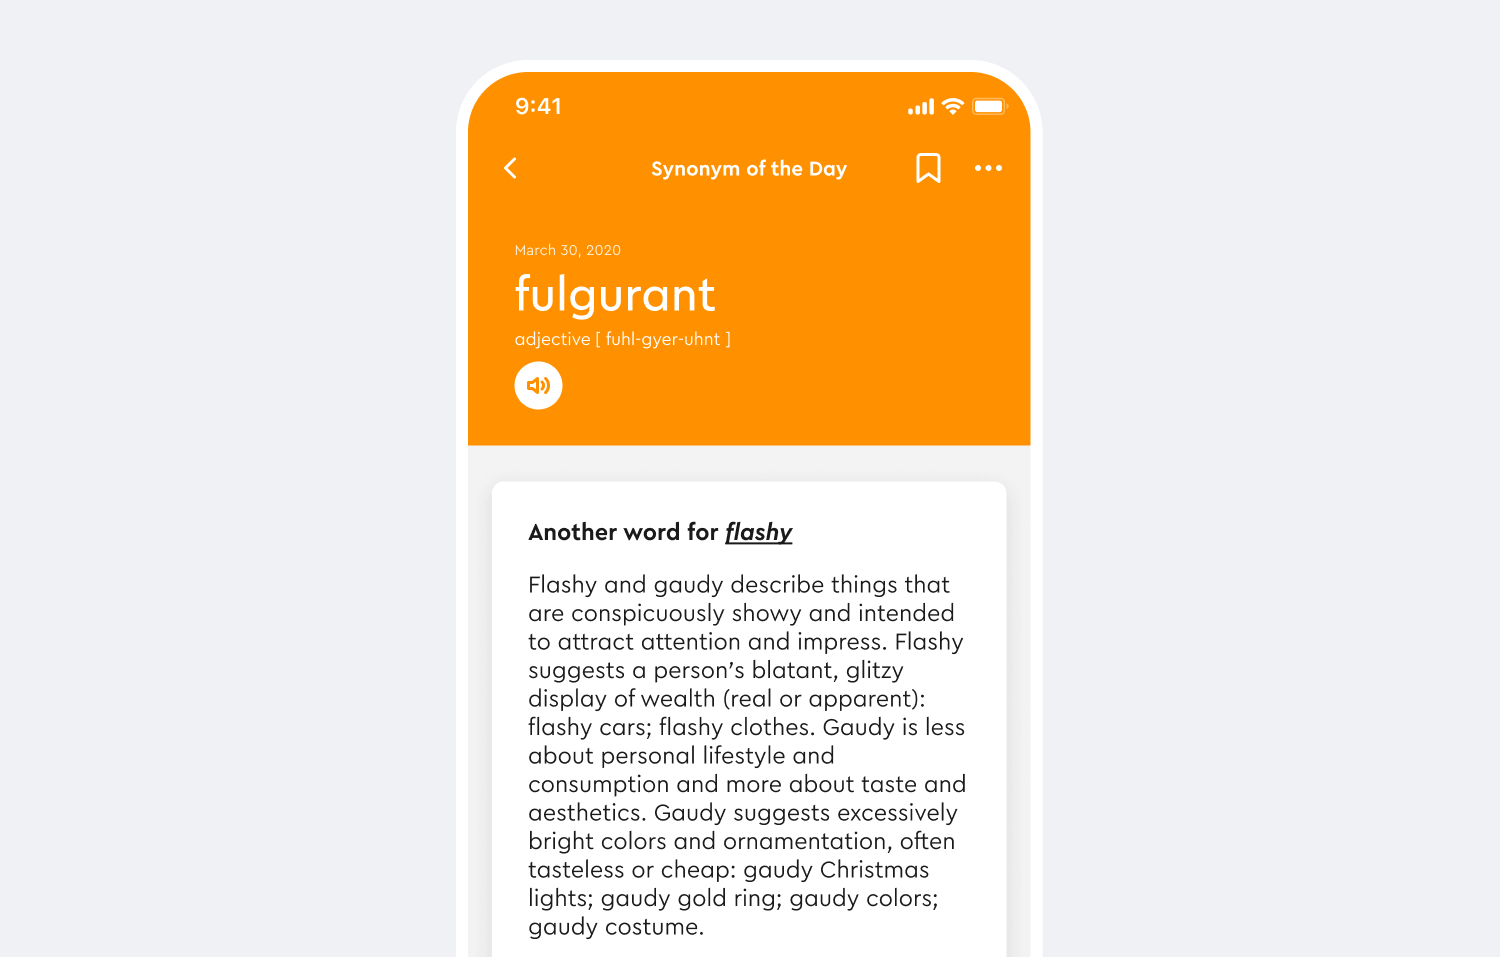 9:41
Synonym of the Day
March 30, 2020
fulgurant
adjective [ fuhl-gyer-uhnt ]
Another word for flashy
Flashy and gaudy describe things that
are conspicuously showy and intended
to attract attention and impress. Flashy
suggests a person’s blatant, glitzy
display of wealth (real or apparent):
flashy cars; flashy clothes. Gaudy is less
about personal lifestyle and
consumption and more about taste and
aesthetics. Gaudy suggests excessively
bright colors and ornamentation, often
tasteless or cheap: gaudy Christmas
lights; gaudy gold ring; gaudy colors;
gaudy costume.